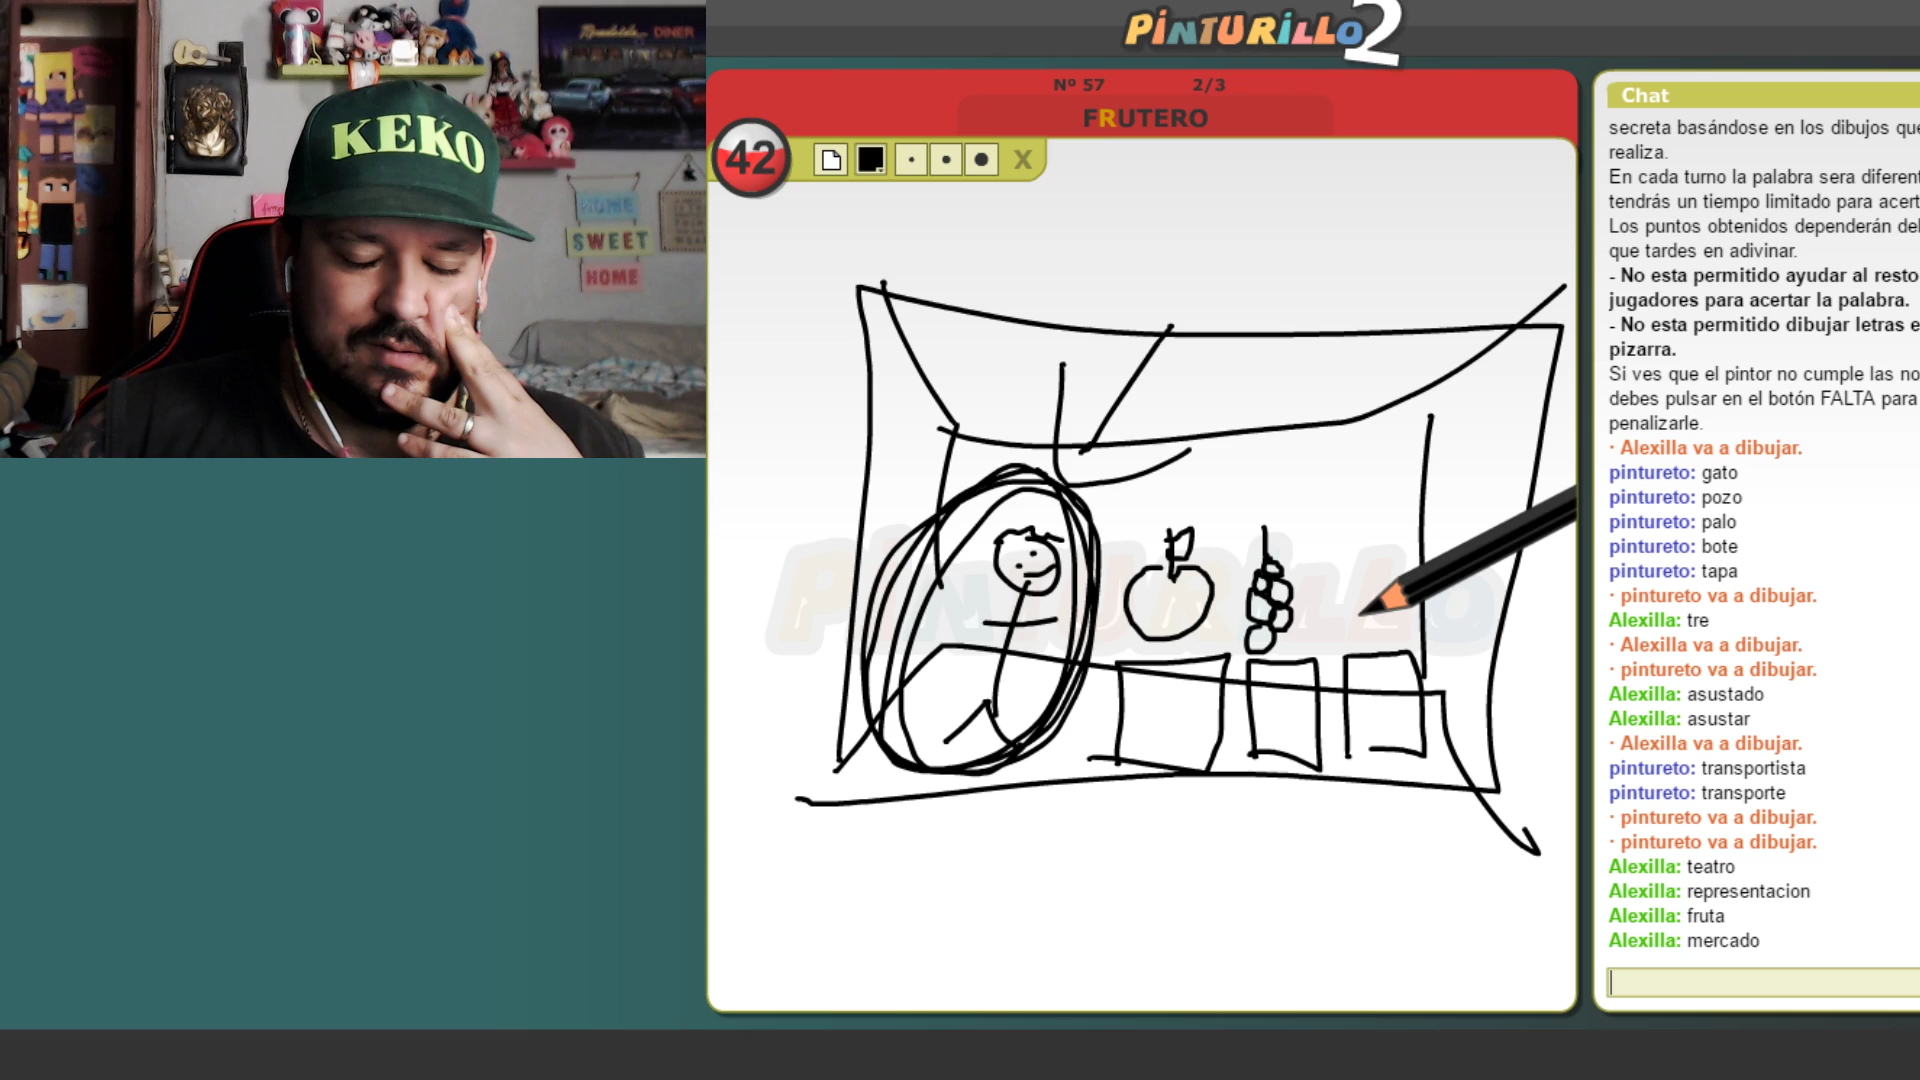 Roadside DINER
KEKO
HOME
SWEET
HOME
PiNTURiLLO 2
Nº 57 2/3
FRUTERO
42
X
PiNTURiLLO
Chat
secreta basándose en los dibujos que
realiza.
En cada turno la palabra sera diferent
tendrás un tiempo limitado para acert
Los puntos obtenidos dependerán del
que tardes en adivinar.
- No esta permitido ayudar al resto
jugadores para acertar la palabra.
- No esta permitido dibujar letras e
pizarra.
Si ves que el pintor no cumple las no
debes pulsar en el botón FALTA para
penalizarle.
· Alexilla va a dibujar.
pintureto: gato
pintureto: pozo
pintureto: palo
pintureto: bote
pintureto: tapa
· pintureto va a dibujar.
Alexilla: tre
· Alexilla va a dibujar.
· pintureto va a dibujar.
Alexilla: asustado
Alexilla: asustar
· Alexilla va a dibujar.
pintureto: transportista
pintureto: transporte
· pintureto va a dibujar.
· pintureto va a dibujar.
Alexilla: teatro
Alexilla: representacion
Alexilla: fruta
Alexilla: mercado